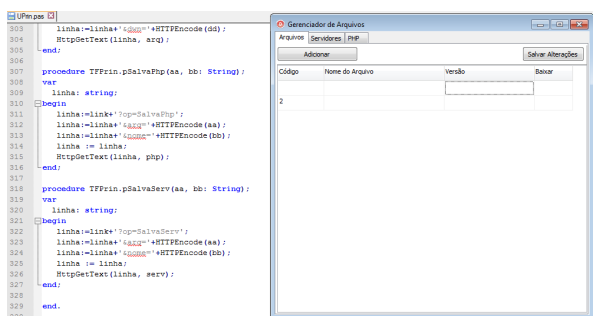 UPrin.pas
303 linha:=linha+'&dwn='+HTTPEncode(dd);
304 HttpGetText(linha, arq);
305 end;
306
307 procedure TFPrin.pSalvaPhp(aa, bb: String);
308 var
309 linha: string;
310 begin
311 linha:=link+'?op=SalvaPhp';
312 linha:=linha+'&arq='+HTTPEncode(aa);
313 linha:=linha+'&nome='+HTTPEncode(bb);
314 linha := linha;
315 HttpGetText(linha, php);
316 end;
317
318 procedure TFPrin.pSalvaServ(aa, bb: String);
319 var
320 linha: string;
321 begin
322 linha:=link+'?op=SalvaServ';
323 linha:=linha+'&arq='+HTTPEncode(aa);
324 linha:=linha+'&nome='+HTTPEncode(bb);
325 linha := linha;
326 HttpGetText(linha, serv);
327 end;
328
329 end.
Gerenciador de Arquivos
Arquivos Servidores PHP
Adicionar Salvar Alterações
Código Nome do Arquivo Versão Baixar
2